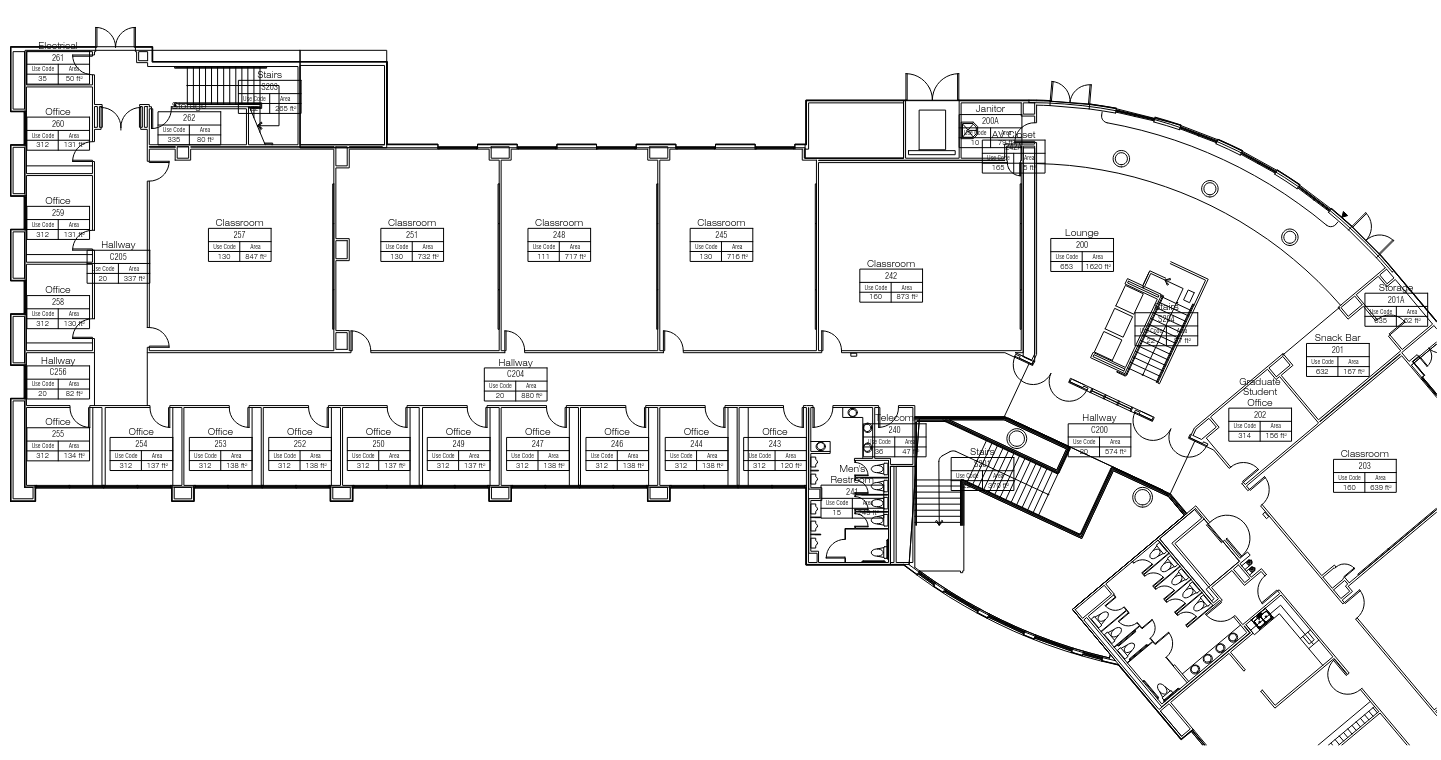 Electrical
261
Use Code Area
35 50 ft²
Stairs
S203
Use Code Area
265 ft²
Storage
262
Use Code Area
335 80 ft²
Office
260
Use Code Area
312 131 ft²
Office
259
Use Code Area
312 131 ft²
Hallway
C205
Use Code Area
20 337 ft²
Office
258
Use Code Area
312 130 ft²
Hallway
C256
Use Code Area
20 82 ft²
Office
255
Use Code Area
312 134 ft²
Classroom
257
Use Code Area
130 847 ft²
Classroom
251
Use Code Area
130 732 ft²
Classroom
248
Use Code Area
111 717 ft²
Classroom
245
Use Code Area
130 716 ft²
Classroom
242
Use Code Area
160 873 ft²
Janitor
200A
Use Code Area
10
AV Closet
Use Code Area
165
Lounge
200
Use Code Area
653 1620 ft²
Stairs
S204
Storage
201A
Use Code Area
535 62 ft²
Snack Bar
201
Use Code Area
632 167 ft²
Graduate
Student
Office
202
Use Code Area
314 156 ft²
Hallway
C204
Use Code Area
20 880 ft²
Office
254
Use Code Area
312 137 ft²
Office
253
Use Code Area
312 138 ft²
Office
252
Use Code Area
312 138 ft²
Office
250
Use Code Area
312 137 ft²
Office
249
Use Code Area
312 137 ft²
Office
247
Use Code Area
312 138 ft²
Office
246
Use Code Area
312 138 ft²
Office
244
Use Code Area
312 138 ft²
Office
243
Use Code Area
312 120 ft²
Telecom
240
Use Code Area
36 47 ft²
Men's
Restroom
241
Use Code Area
15
Stairs
Use Code Area
Hallway
C200
Use Code Area
20 574 ft²
Classroom
203
Use Code Area
160 639 ft²